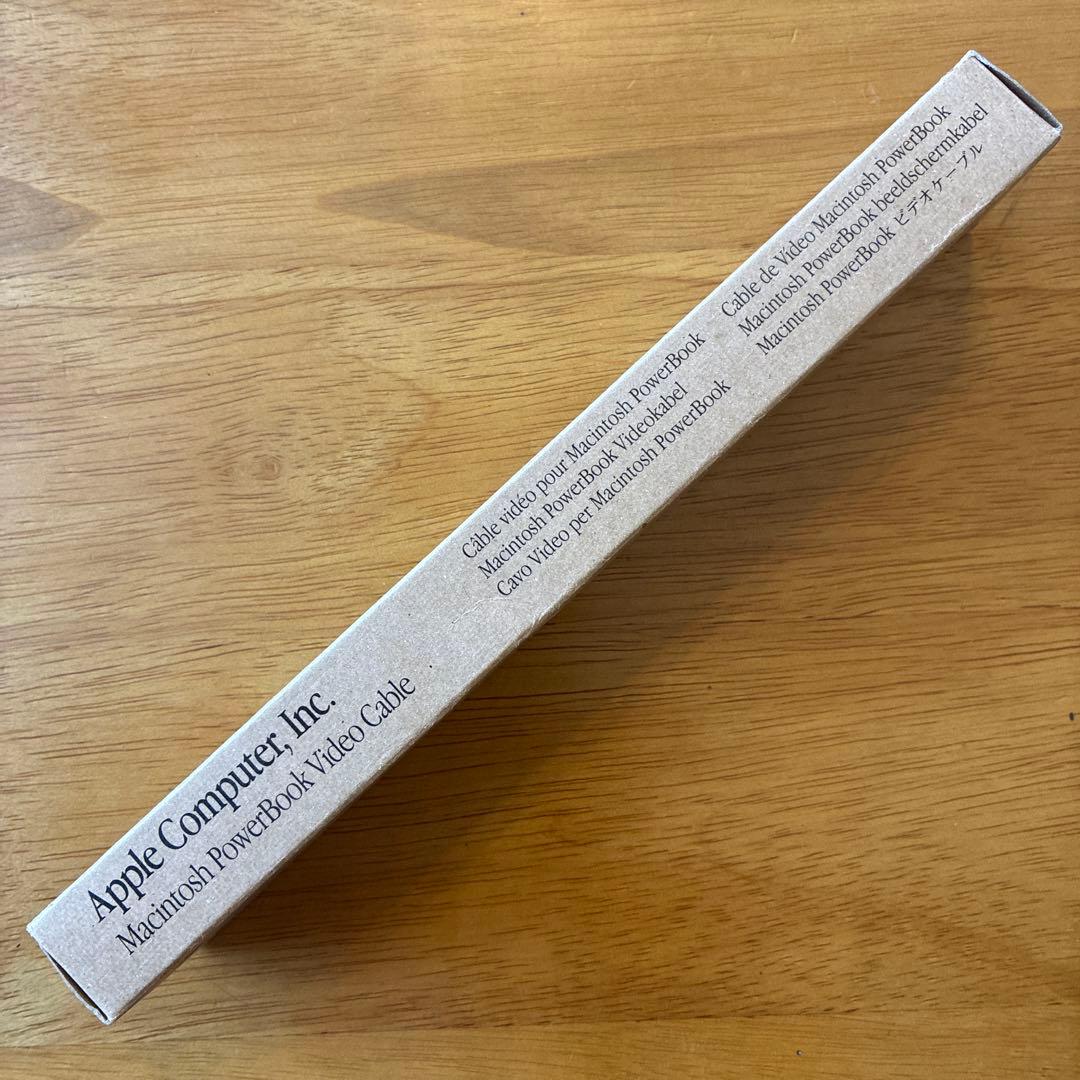 Apple Computer, Inc.
Macintosh PowerBook Video Cable
Câble vidéo pour Macintosh PowerBook
Macintosh PowerBook Videokabel
Cavo Video per Macintosh PowerBook
Cable de Vídeo Macintosh PowerBook
Macintosh PowerBook beeldschermkabel
Macintosh PowerBook ビデオケーブル